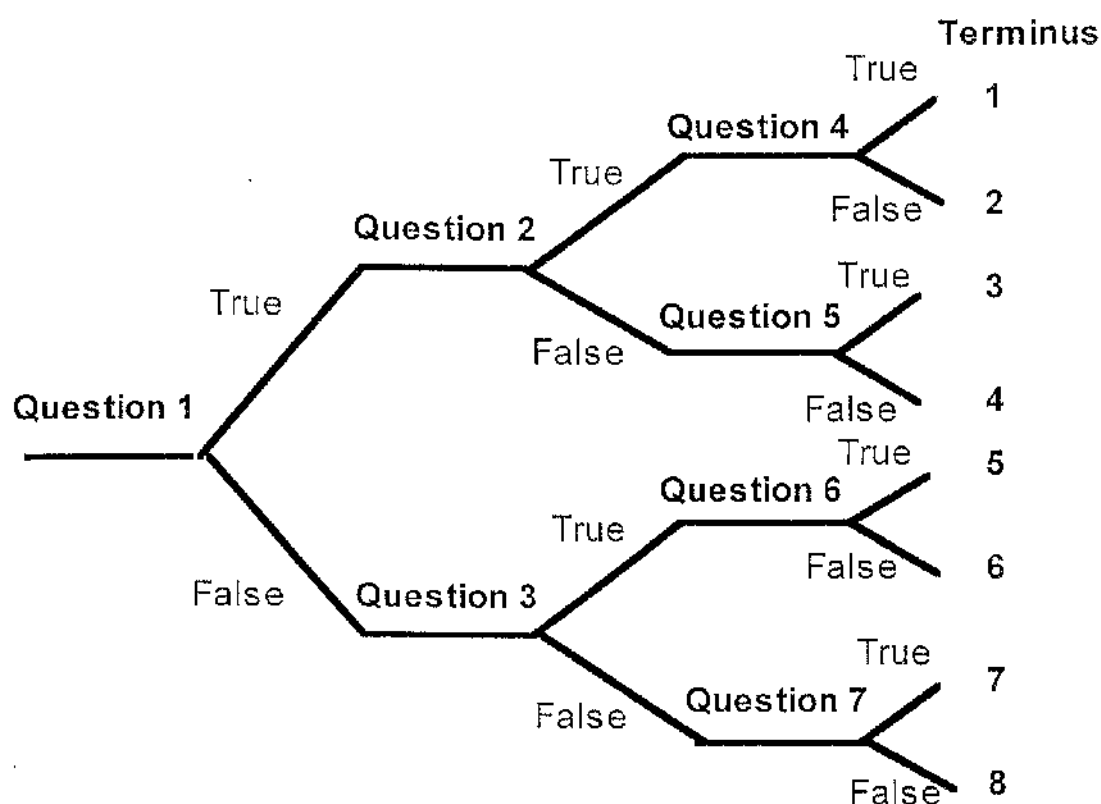 Terminus
True
1
Question 4
True
False
2
Question 2
True
3
True
Question 5
False
False
4
Question 1
True
5
Question 6
True
False
6
False
Question 3
True
7
Question 7
False
False
8